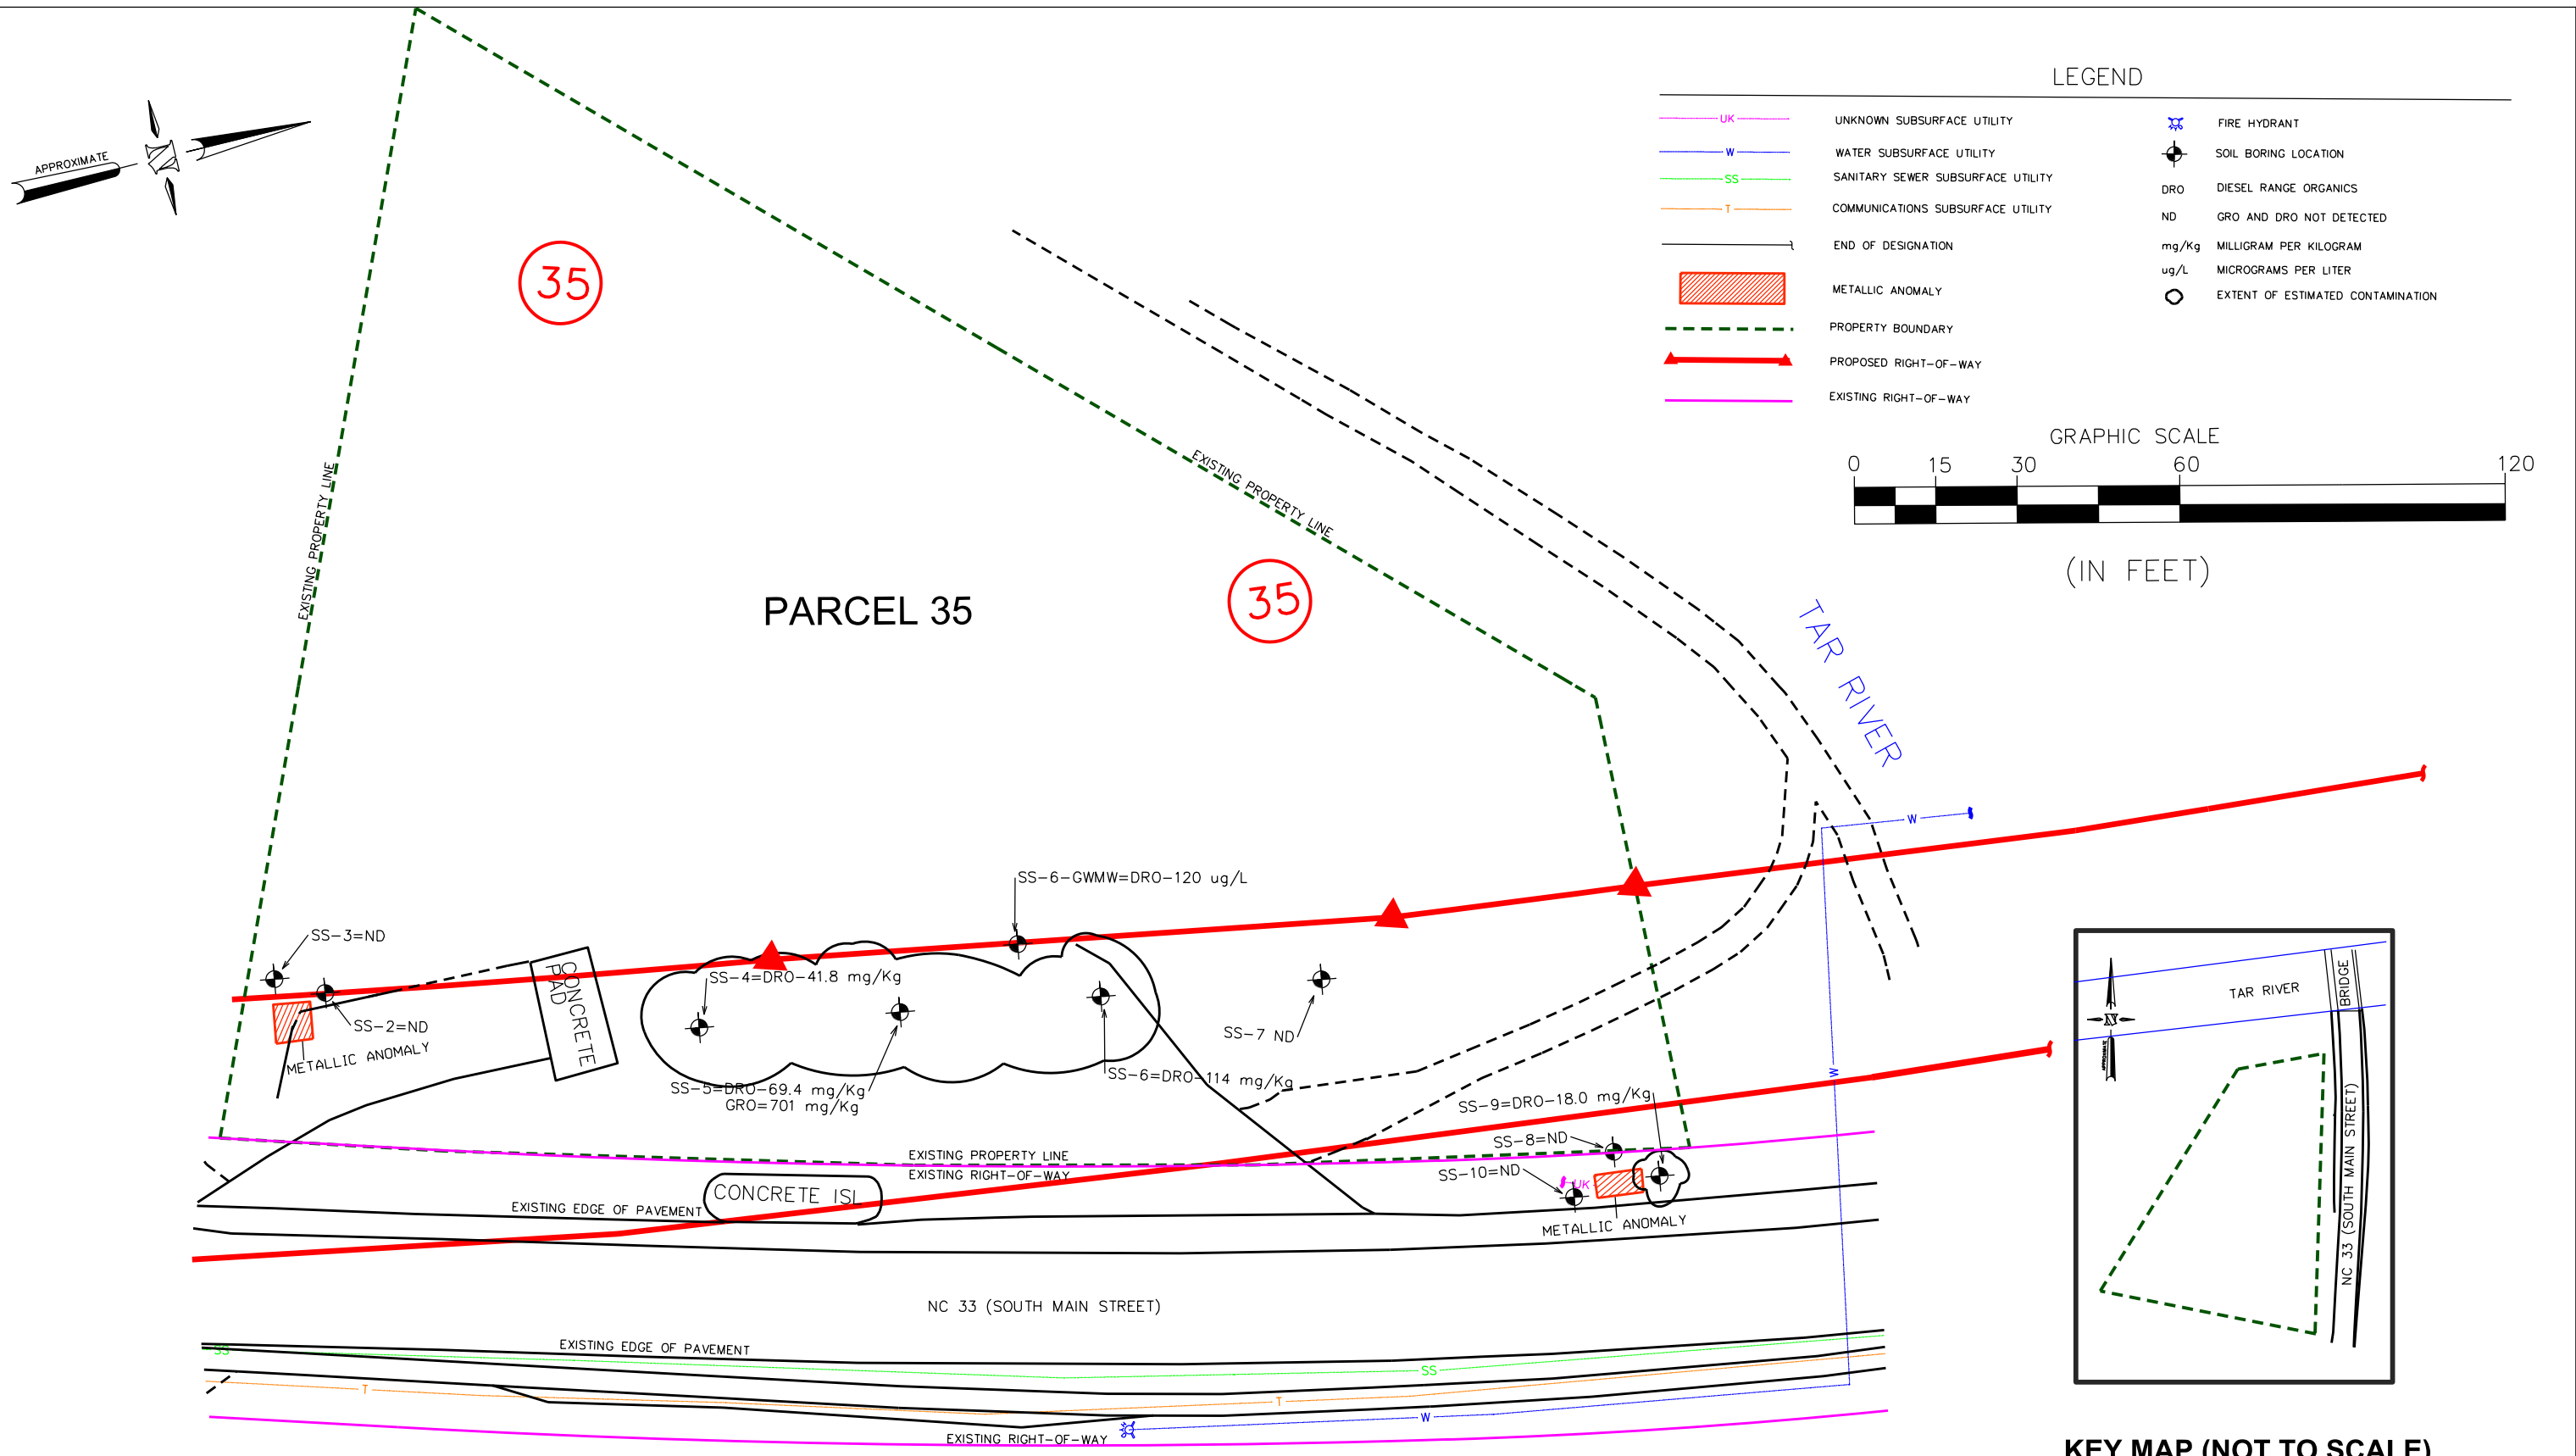 LEGEND
UK
UNKNOWN SUBSURFACE UTILITY
W
WATER SUBSURFACE UTILITY
SS
SANITARY SEWER SUBSURFACE UTILITY
T
COMMUNICATIONS SUBSURFACE UTILITY
END OF DESIGNATION
METALLIC ANOMALY
PROPERTY BOUNDARY
PROPOSED RIGHT-OF-WAY
EXISTING RIGHT-OF-WAY
FIRE HYDRANT
SOIL BORING LOCATION
DRO DIESEL RANGE ORGANICS
ND GRO AND DRO NOT DETECTED
mg/Kg MILLIGRAM PER KILOGRAM
ug/L MICROGRAMS PER LITER
EXTENT OF ESTIMATED CONTAMINATION
GRAPHIC SCALE
0 15 30 60 120
(IN FEET)
APPROXIMATE
35
EXISTING PROPERTY LINE
EXISTING PROPERTY LINE
PARCEL 35
35
TAR RIVER
W
SS-6-GWMW=DRO-120 ug/L
SS-3=ND
SS-2=ND
METALLIC ANOMALY
CONCRETE
PAD
SS-4=DRO-41.8 mg/Kg
SS-5=DRO-69.4 mg/Kg
GRO=701 mg/Kg
SS-6=DRO-114 mg/Kg
SS-7 ND
W
SS-9=DRO-18.0 mg/Kg
SS-8=ND
SS-10=ND
UK
METALLIC ANOMALY
EXISTING PROPERTY LINE
EXISTING RIGHT-OF-WAY
CONCRETE ISL
EXISTING EDGE OF PAVEMENT
NC 33 (SOUTH MAIN STREET)
EXISTING EDGE OF PAVEMENT
SS
SS
T
T
W
EXISTING RIGHT-OF-WAY
TAR RIVER
BRIDGE
APPROXIMATE
NC 33 (SOUTH MAIN STREET)
KEY MAP (NOT TO SCALE)